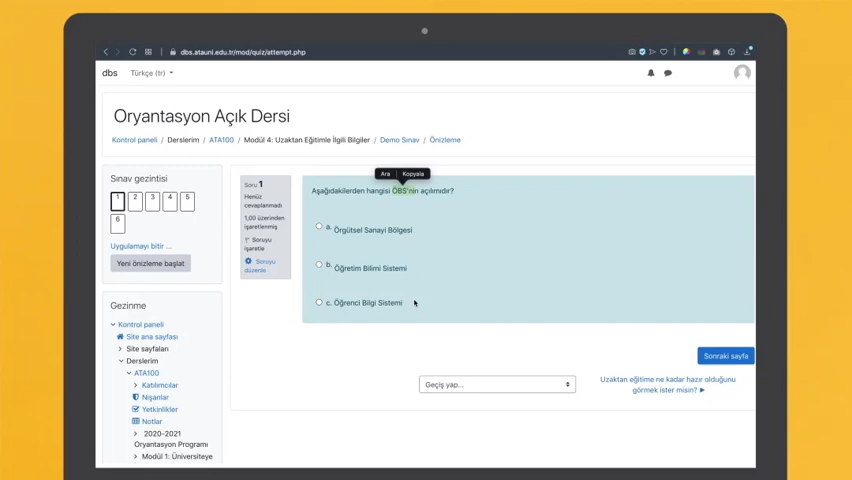 dbs.atauni.edu.tr/mod/quiz/attempt.php
dbs Türkçe (tr)
Oryantasyon Açık Dersi
Kontrol paneli / Derslerim / ATA100 / Modül 4: Uzaktan Eğitimle İlgili Bilgiler / Demo Sınav / Önizleme
Sınav gezintisi
1 2 3 4 5
6
Uygulamayı bitir ...
Yeni önizleme başlat
Soru 1
Henüz
cevaplanmadı
1,00 üzerinden
işaretlenmiş
Soruyu
işaretle
Soruyu
düzenle
Ara Kopyala
Aşağıdakilerden hangisi ÖBS'nin açılımıdır?
a. Örgütsel Sanayi Bölgesi
b. Öğretim Bilimi Sistemi
c. Öğrenci Bilgi Sistemi
Sonraki sayfa
Geçiş yap...
Uzaktan eğitime ne kadar hazır olduğunu
görmek ister misin? ►
Gezinme
Kontrol paneli
Site ana sayfası
Site sayfaları
Derslerim
ATA100
Katılımcılar
Nişanlar
Yetkinlikler
Notlar
2020-2021
Oryantasyon Programı
Modül 1: Üniversiteye